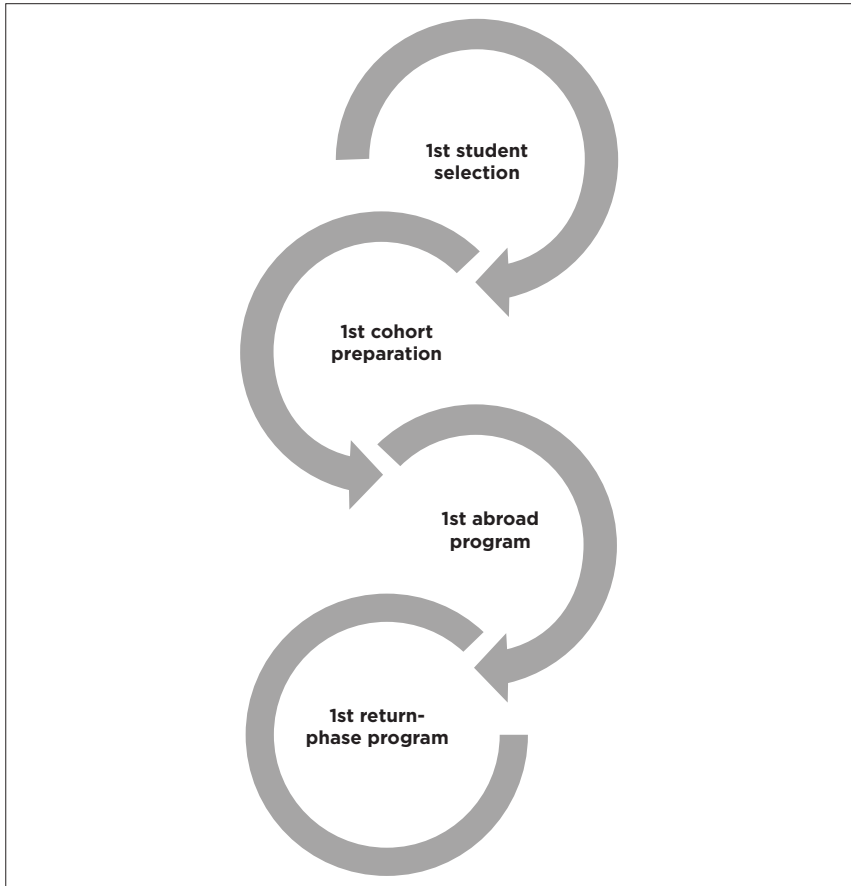 1st student
selection
1st cohort
preparation
1st abroad
program
1st return-
phase program